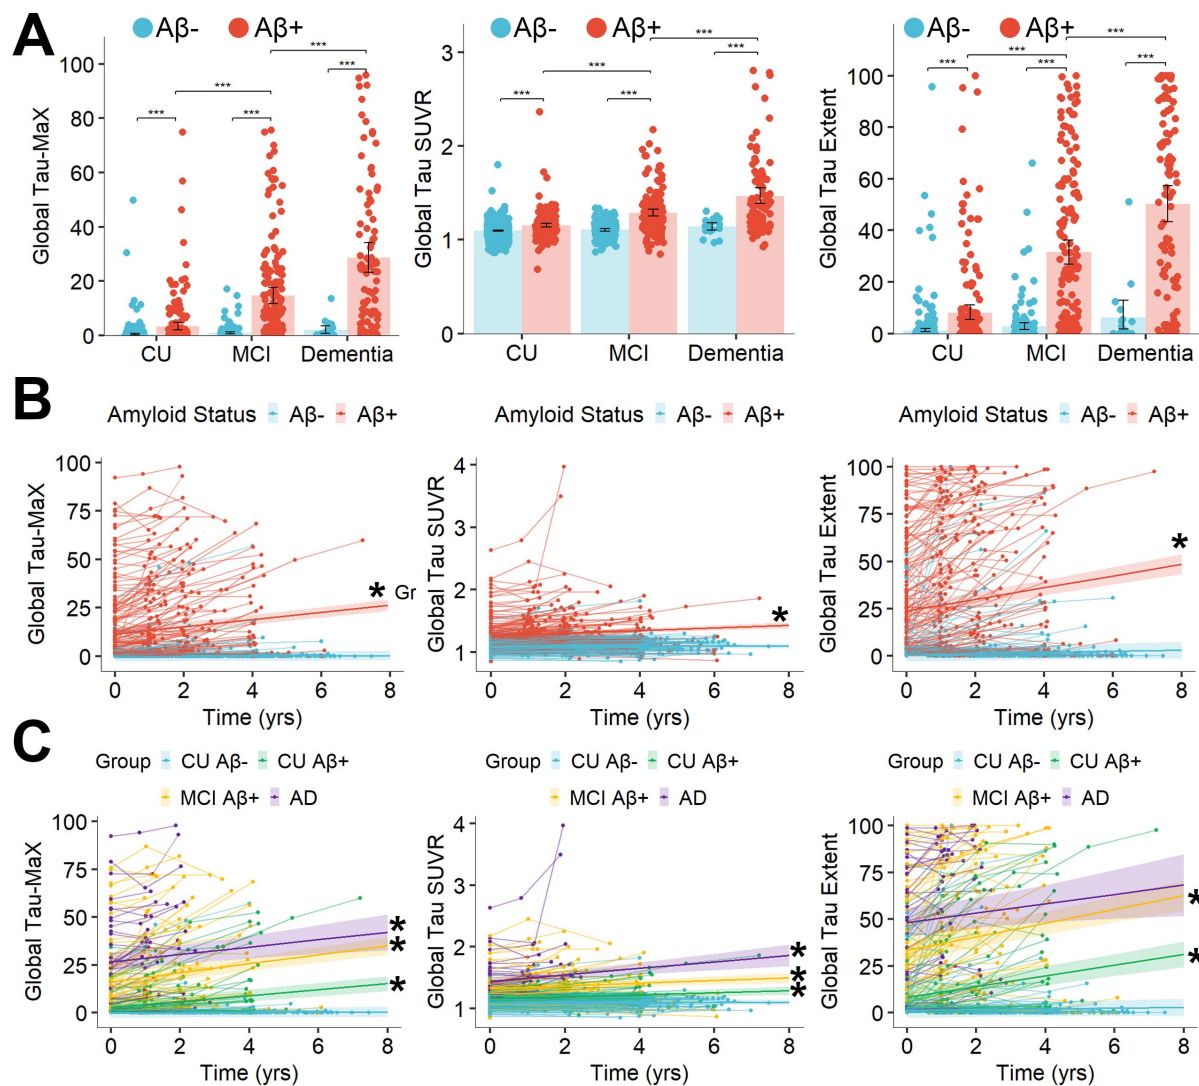 A
Aβ- Aβ+
Global Tau-MaX
100
80
60
40
20
0
***
***
***
***
***
CU MCI Dementia
Aβ- Aβ+
Global Tau SUVR
3
2
1
0
***
***
***
***
***
CU MCI Dementia
Aβ- Aβ+
Global Tau Extent
100
80
60
40
20
0
***
***
***
***
***
CU MCI Dementia
B
Amyloid Status Aβ- Aβ+
Global Tau-MaX
100
75
50
25
0
* Gr
0 2 4 6 8
Time (yrs)
Amyloid Status Aβ- Aβ+
Global Tau SUVR
4
3
2
1
*
0 2 4 6 8
Time (yrs)
Amyloid Status Aβ- Aβ+
Global Tau Extent
100
75
50
25
0
*
0 2 4 6 8
Time (yrs)
C
Group CU Aβ- CU Aβ+
MCI Aβ+ AD
Global Tau-MaX
100
75
50
25
0
*
*
*
0 2 4 6 8
Time (yrs)
Group CU Aβ- CU Aβ+
MCI Aβ+ AD
Global Tau SUVR
4
3
2
1
*
*
*
0 2 4 6 8
Time (yrs)
Group CU Aβ- CU Aβ+
MCI Aβ+ AD
Global Tau Extent
100
75
50
25
0
*
*
0 2 4 6 8
Time (yrs)